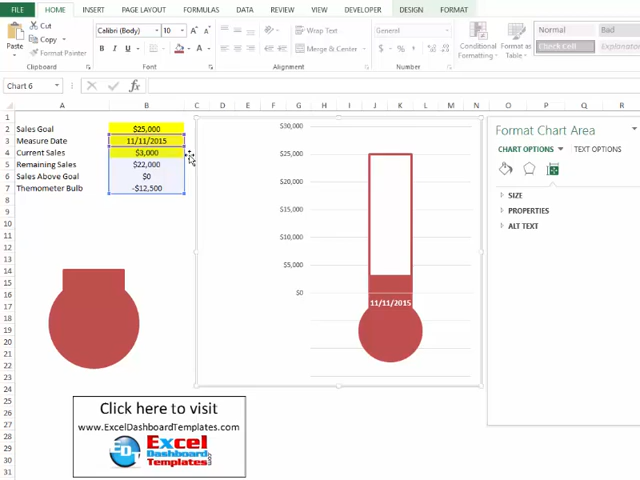 FILE HOME INSERT PAGE LAYOUT FORMULAS DATA REVIEW VIEW DEVELOPER DESIGN FORMAT
Cut
Copy
Format Painter
Paste
Clipboard
Calibri (Body) 10
B I U
Font
Wrap Text
Merge & Center
Alignment
General
$ %
Number
Conditional Formatting
Format as Table
Normal Bad
Check Cell Explanatory
Chart 6
fx
A B C D E F G H I J K L M N O P Q R
1
2 Sales Goal $25,000
3 Measure Date 11/11/2015
4 Current Sales $3,000
5 Remaining Sales $22,000
6 Sales Above Goal $0
7 Themometer Bulb -$12,500
8
9
10
11
12
13
14
15
16
17
18
19
20
21
22
23
24
25
26
27
28
29
30
31
$30,000
$25,000
$20,000
$15,000
$10,000
$5,000
$0
11/11/2015
Format Chart Area
CHART OPTIONS TEXT OPTIONS
SIZE
PROPERTIES
ALT TEXT
Click here to visit
www.ExcelDashboardTemplates.com
EDT
Excel
Dashboard
Templates
.com